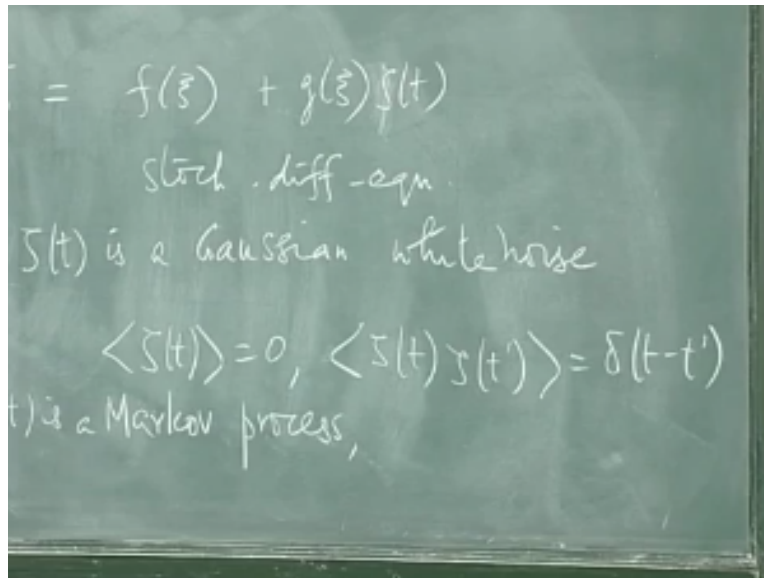 = f(ξ) + g(ξ) ζ(t)
stoch. diff-eqn.
ζ(t) is a Gaussian white noise
<ζ(t)> = 0, <ζ(t) ζ(t')> = δ(t-t')
t) is a Markov process,